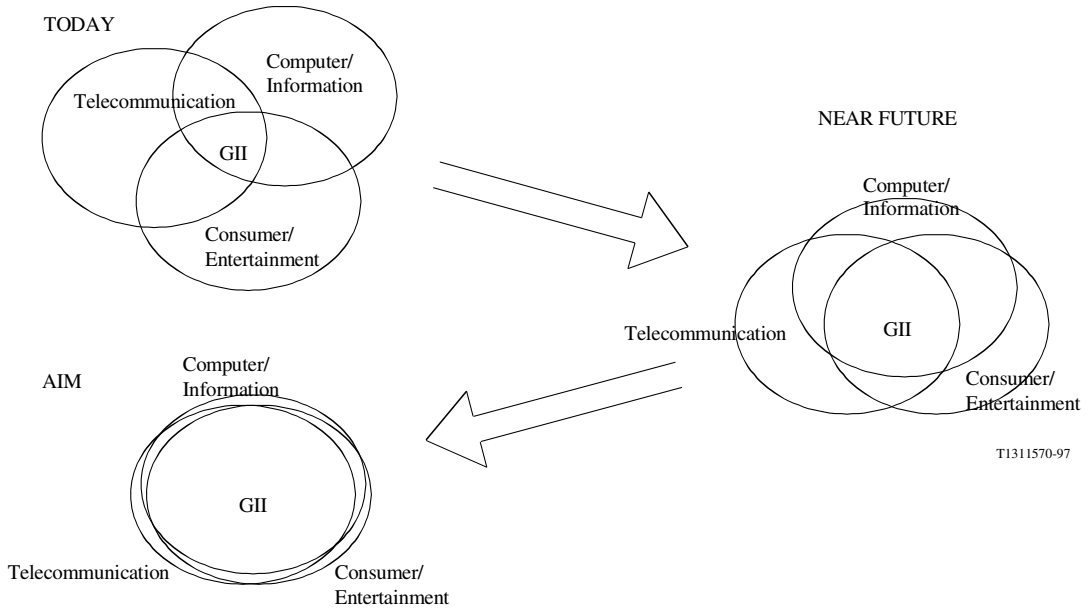 TODAY
Computer/
Information
Telecommunication
GII
Consumer/
Entertainment
NEAR FUTURE
Computer/
Information
Telecommunication
GII
Consumer/
Entertainment
T1311570-97
AIM
Computer/
Information
GII
Telecommunication
Consumer/
Entertainment